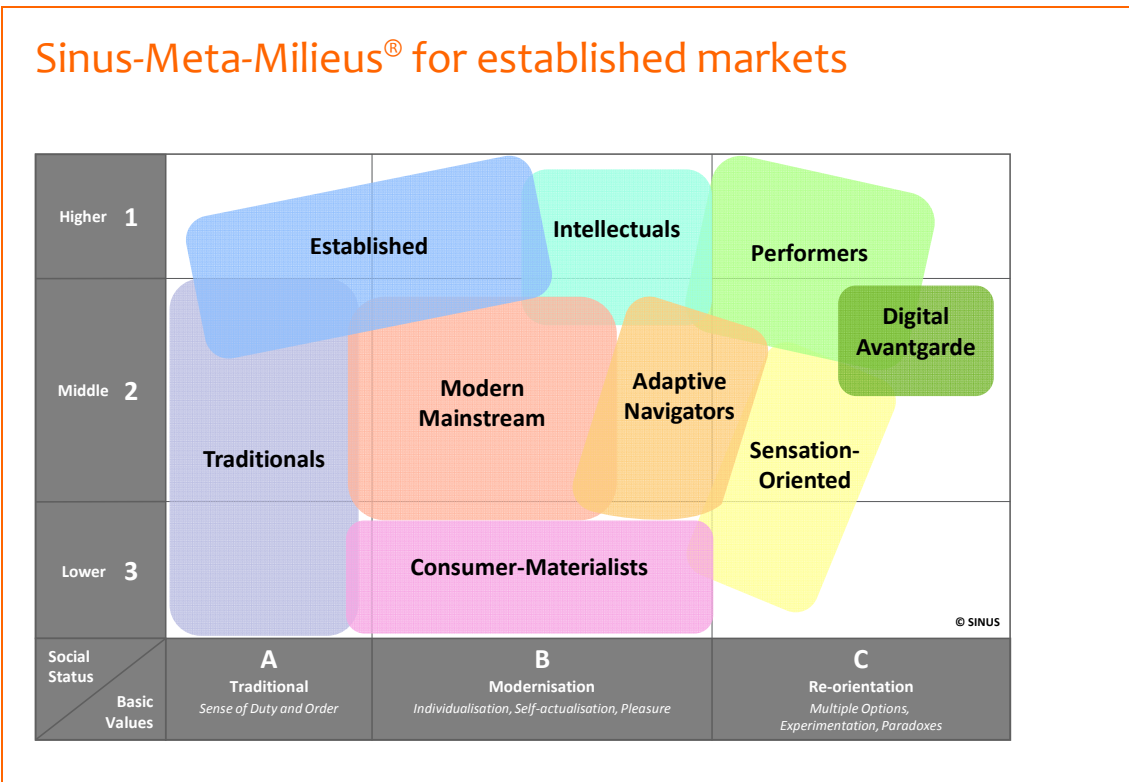 Sinus-Meta-Milieus® for established markets
Higher 1
Established
Intellectuals
Performers
Middle 2
Digital
Avantgarde
Modern
Mainstream
Adaptive
Navigators
Traditionals
Sensation-
Oriented
Lower 3
Consumer-Materialists
© SINUS
Social
Status
Basic
Values
A
Traditional
Sense of Duty and Order
B
Modernisation
Individualisation, Self-actualisation, Pleasure
C
Re-orientation
Multiple Options,
Experimentation, Paradoxes